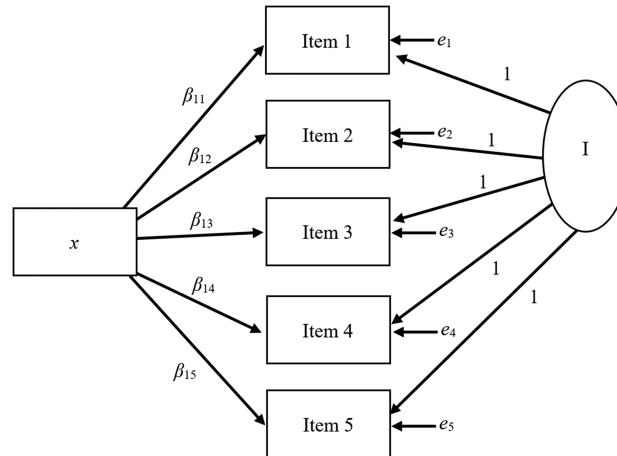 Item 1
e₁
β₁₁
1
Item 2
e₂
β₁₂
1
I
1
x
β₁₃
Item 3
e₃
β₁₄
1
1
Item 4
e₄
β₁₅
Item 5
e₅